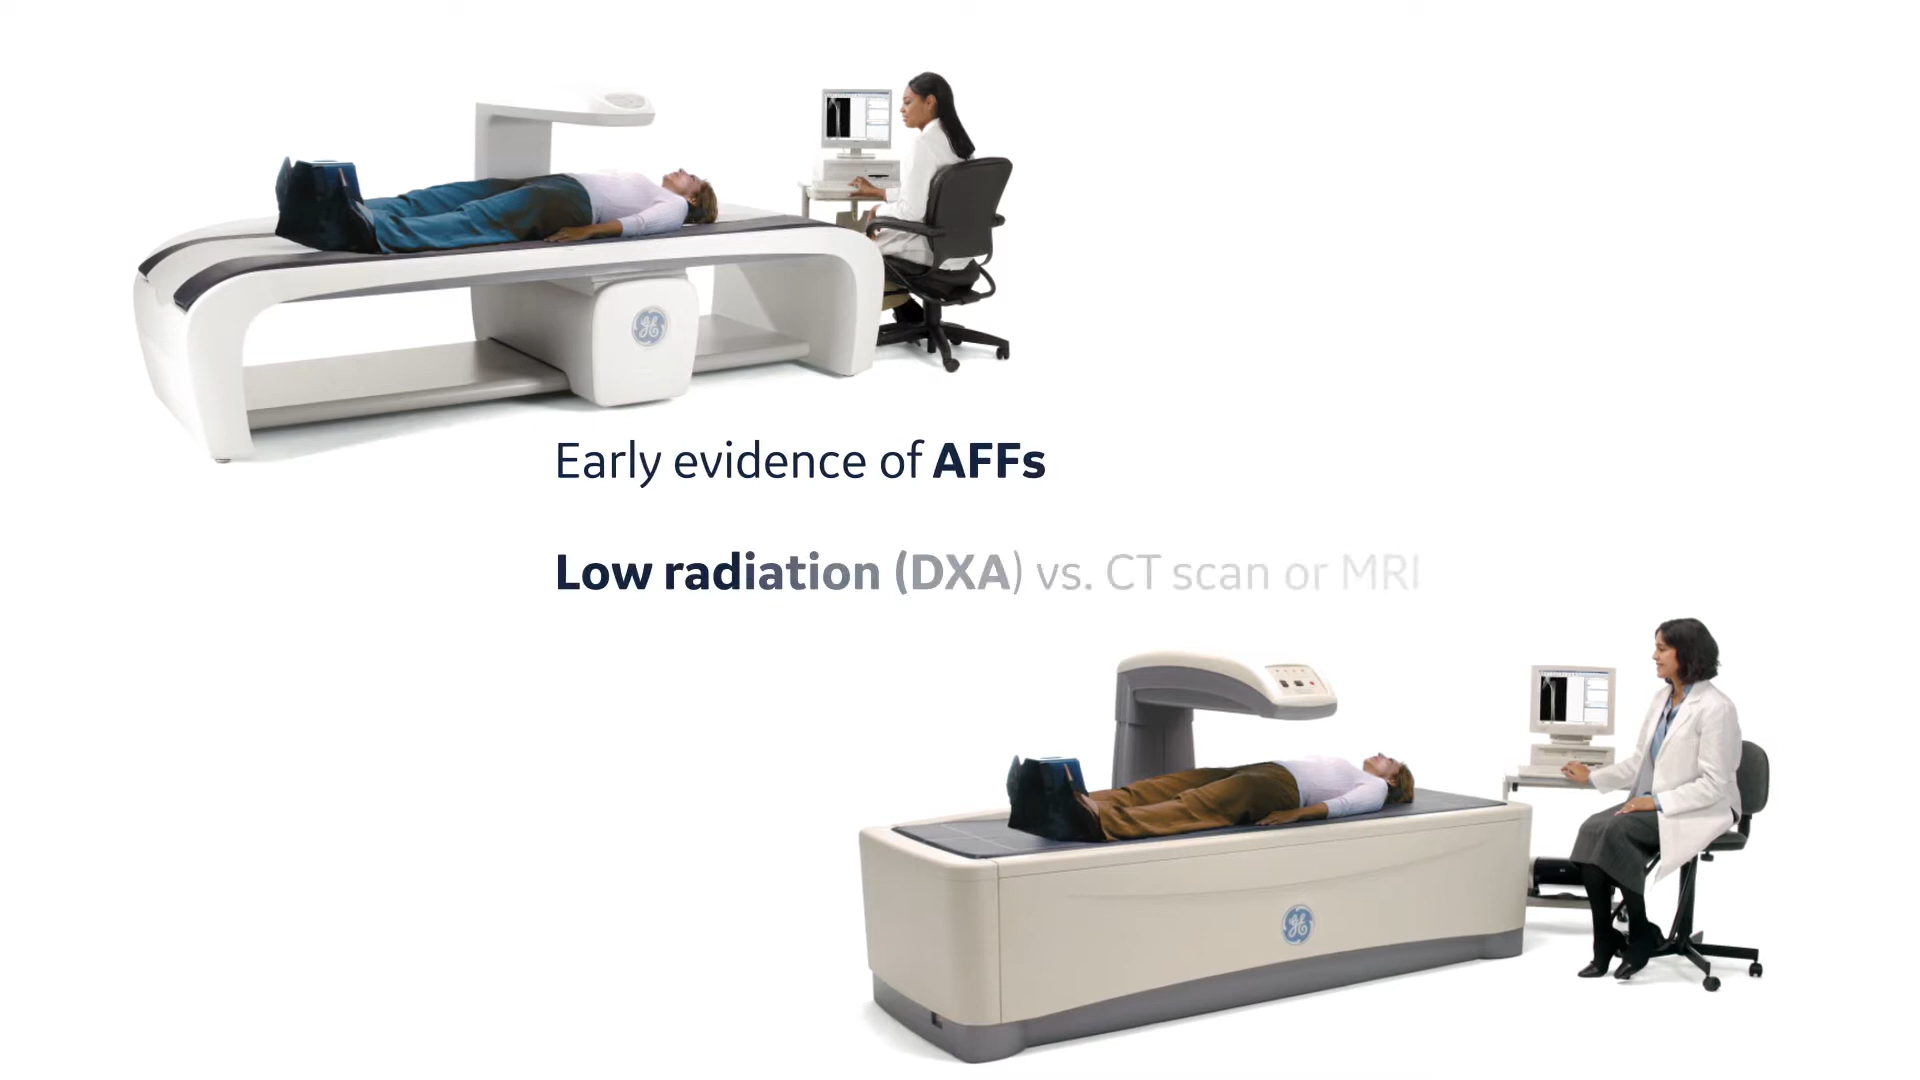 Early evidence of AFFs
Low radiation (DXA) vs. CT scan or MRI